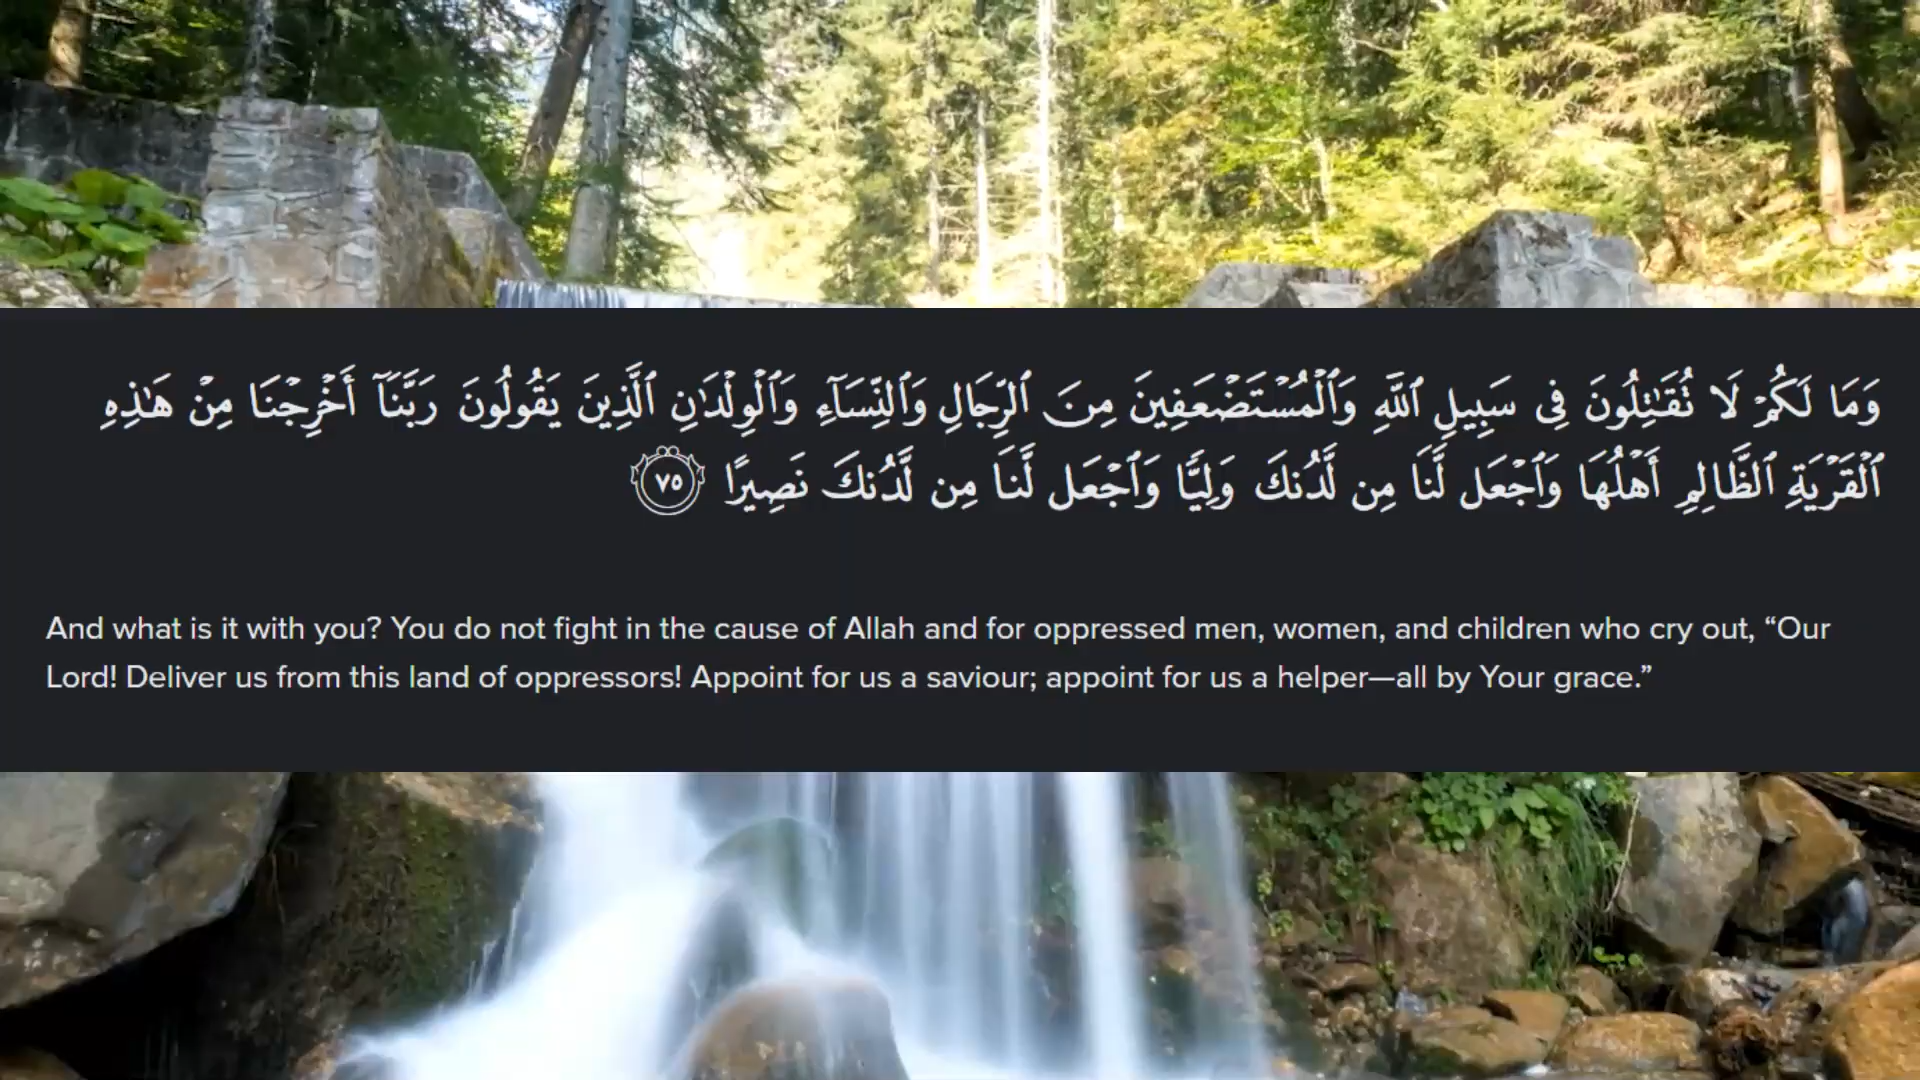 وَمَا لَكُمْ لَا تُقَـٰتِلُونَ فِى سَبِيلِ ٱللَّهِ وَٱلْمُسْتَضْعَفِينَ مِنَ ٱلرِّجَالِ وَٱلنِّسَآءِ وَٱلْوِلْدَٰنِ ٱلَّذِينَ يَقُولُونَ رَبَّنَآ أَخْرِجْنَا مِنْ هَـٰذِهِ
ٱلْقَرْيَةِ ٱلظَّالِمِ أَهْلُهَا وَٱجْعَل لَّنَا مِن لَّدُنكَ وَلِيًّا وَٱجْعَل لَّنَا مِن لَّدُنكَ نَصِيرًا ٧٥
And what is it with you? You do not fight in the cause of Allah and for oppressed men, women, and children who cry out, “Our
Lord! Deliver us from this land of oppressors! Appoint for us a saviour; appoint for us a helper—all by Your grace.”